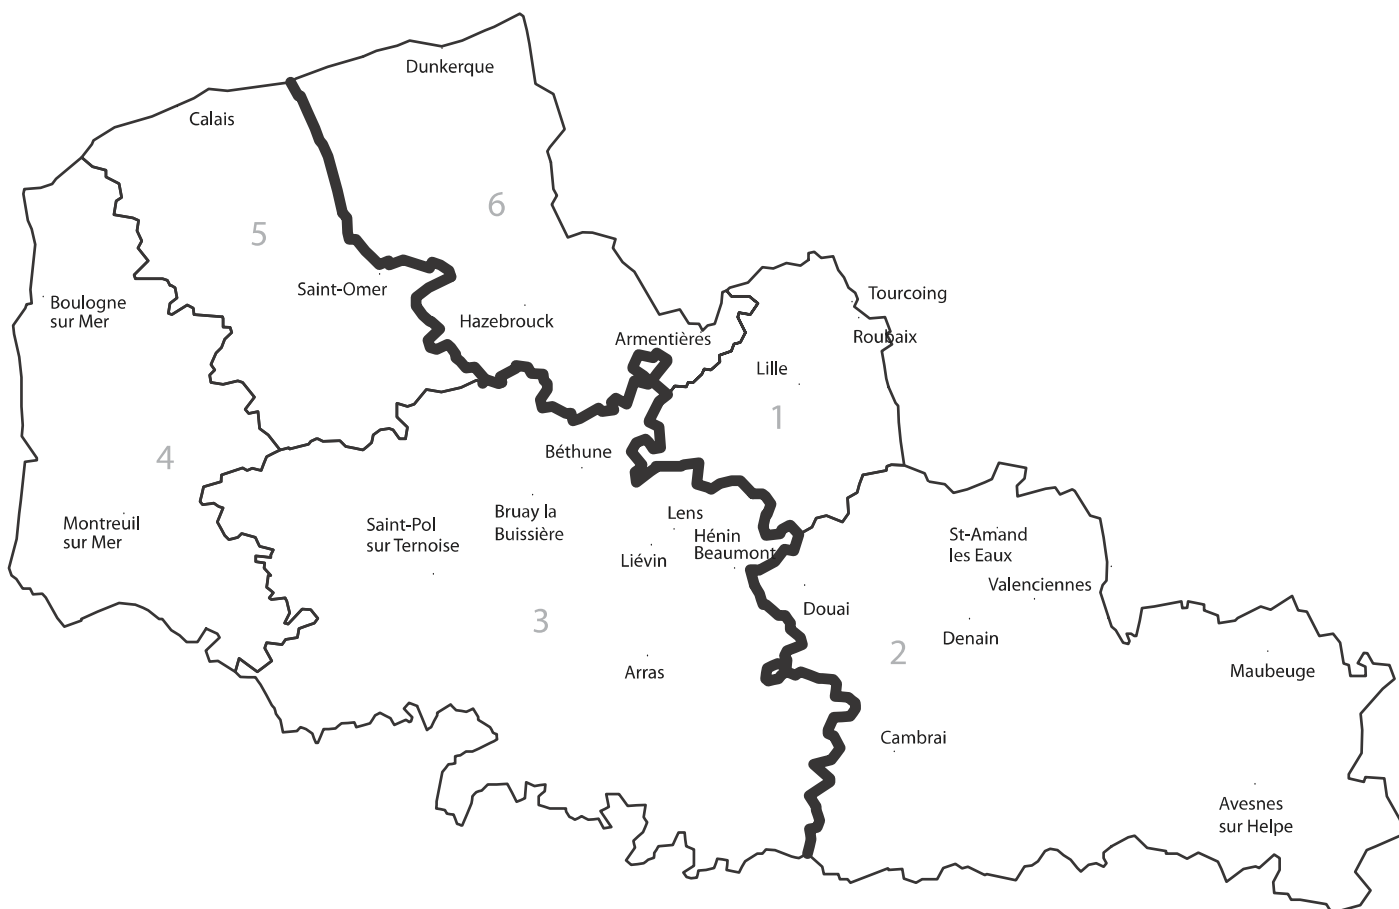 Dunkerque
Calais
6
5
Saint-Omer
Boulogne
sur Mer
Hazebrouck
Armentières
Tourcoing
Roubaix
Lille
1
4
Béthune
Montreuil
sur Mer
Saint-Pol
sur Ternoise
Bruay la
Buissière
Lens
Hénin
Beaumont
Liévin
St-Amand
les Eaux
Valenciennes
Douai
3
2
Denain
Arras
Maubeuge
Cambrai
Avesnes
sur Helpe